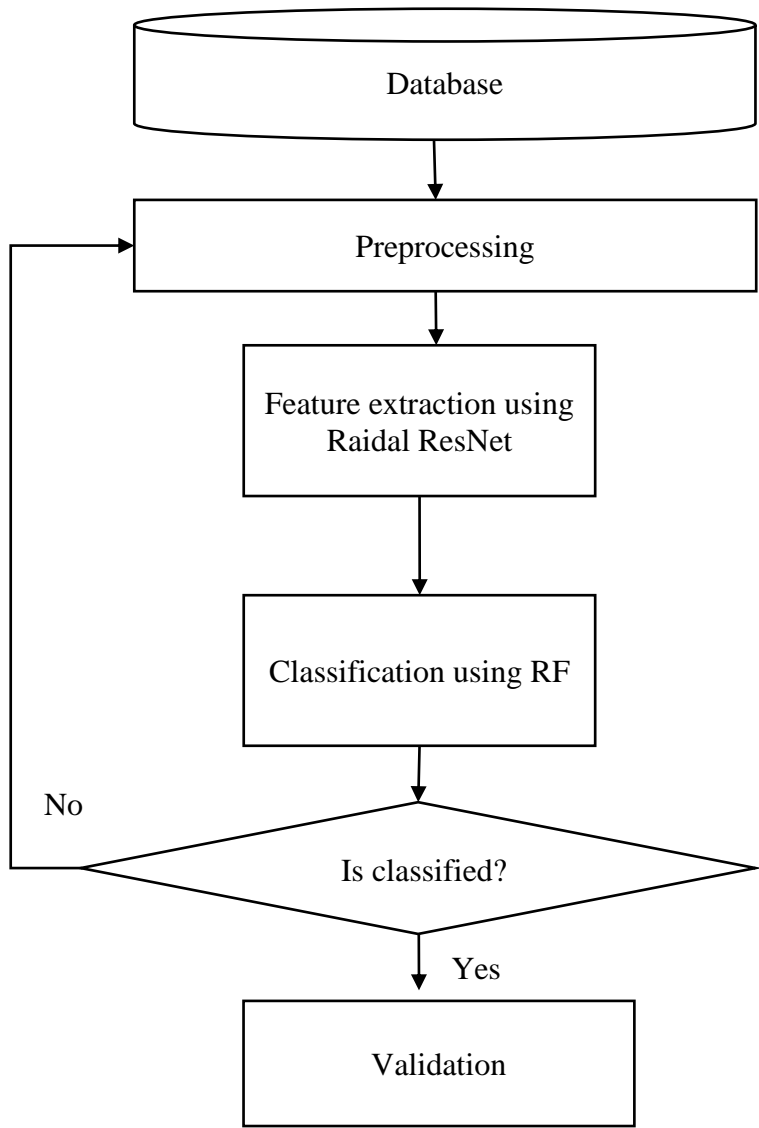 Database
Preprocessing
Feature extraction using
Raidal ResNet
Classification using RF
No
Is classified?
Yes
Validation